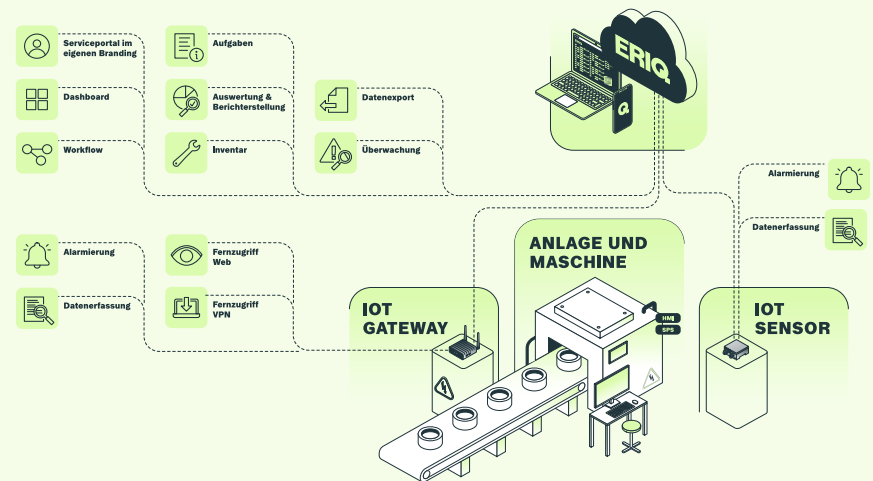 Serviceportal im
eigenen Branding
Aufgaben
ERIQ
Dashboard
Auswertung &
Berichterstellung
Datenexport
Q
Workflow
Inventar
Überwachung
Alarmierung
Datenerfassung
Alarmierung
Fernzugriff
Web
Datenerfassung
Fernzugriff
VPN
IOT
GATEWAY
ANLAGE UND
MASCHINE
HMI
SPS
IOT
SENSOR